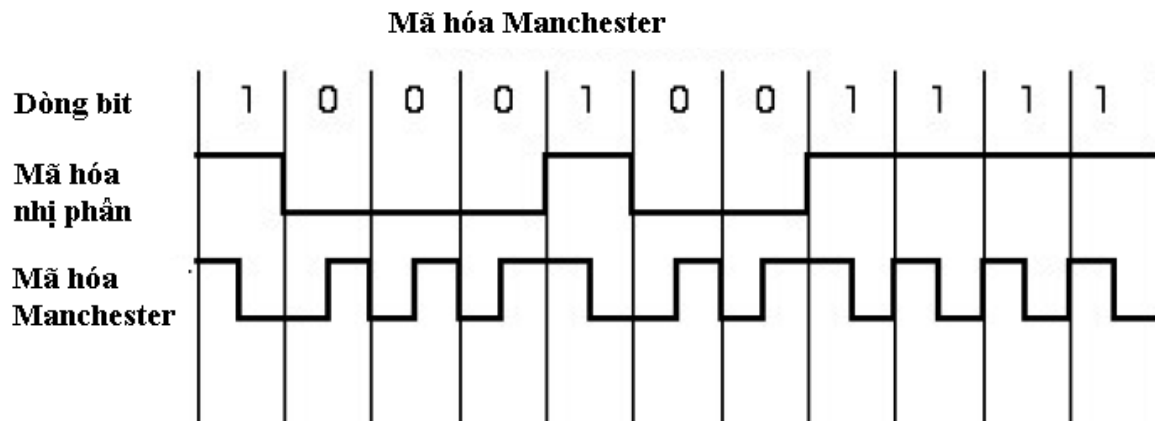 Mã hóa Manchester
Dòng bit 1 0 0 0 1 0 0 1 1 1 1
Mã hóa
nhị phân
Mã hóa
Manchester